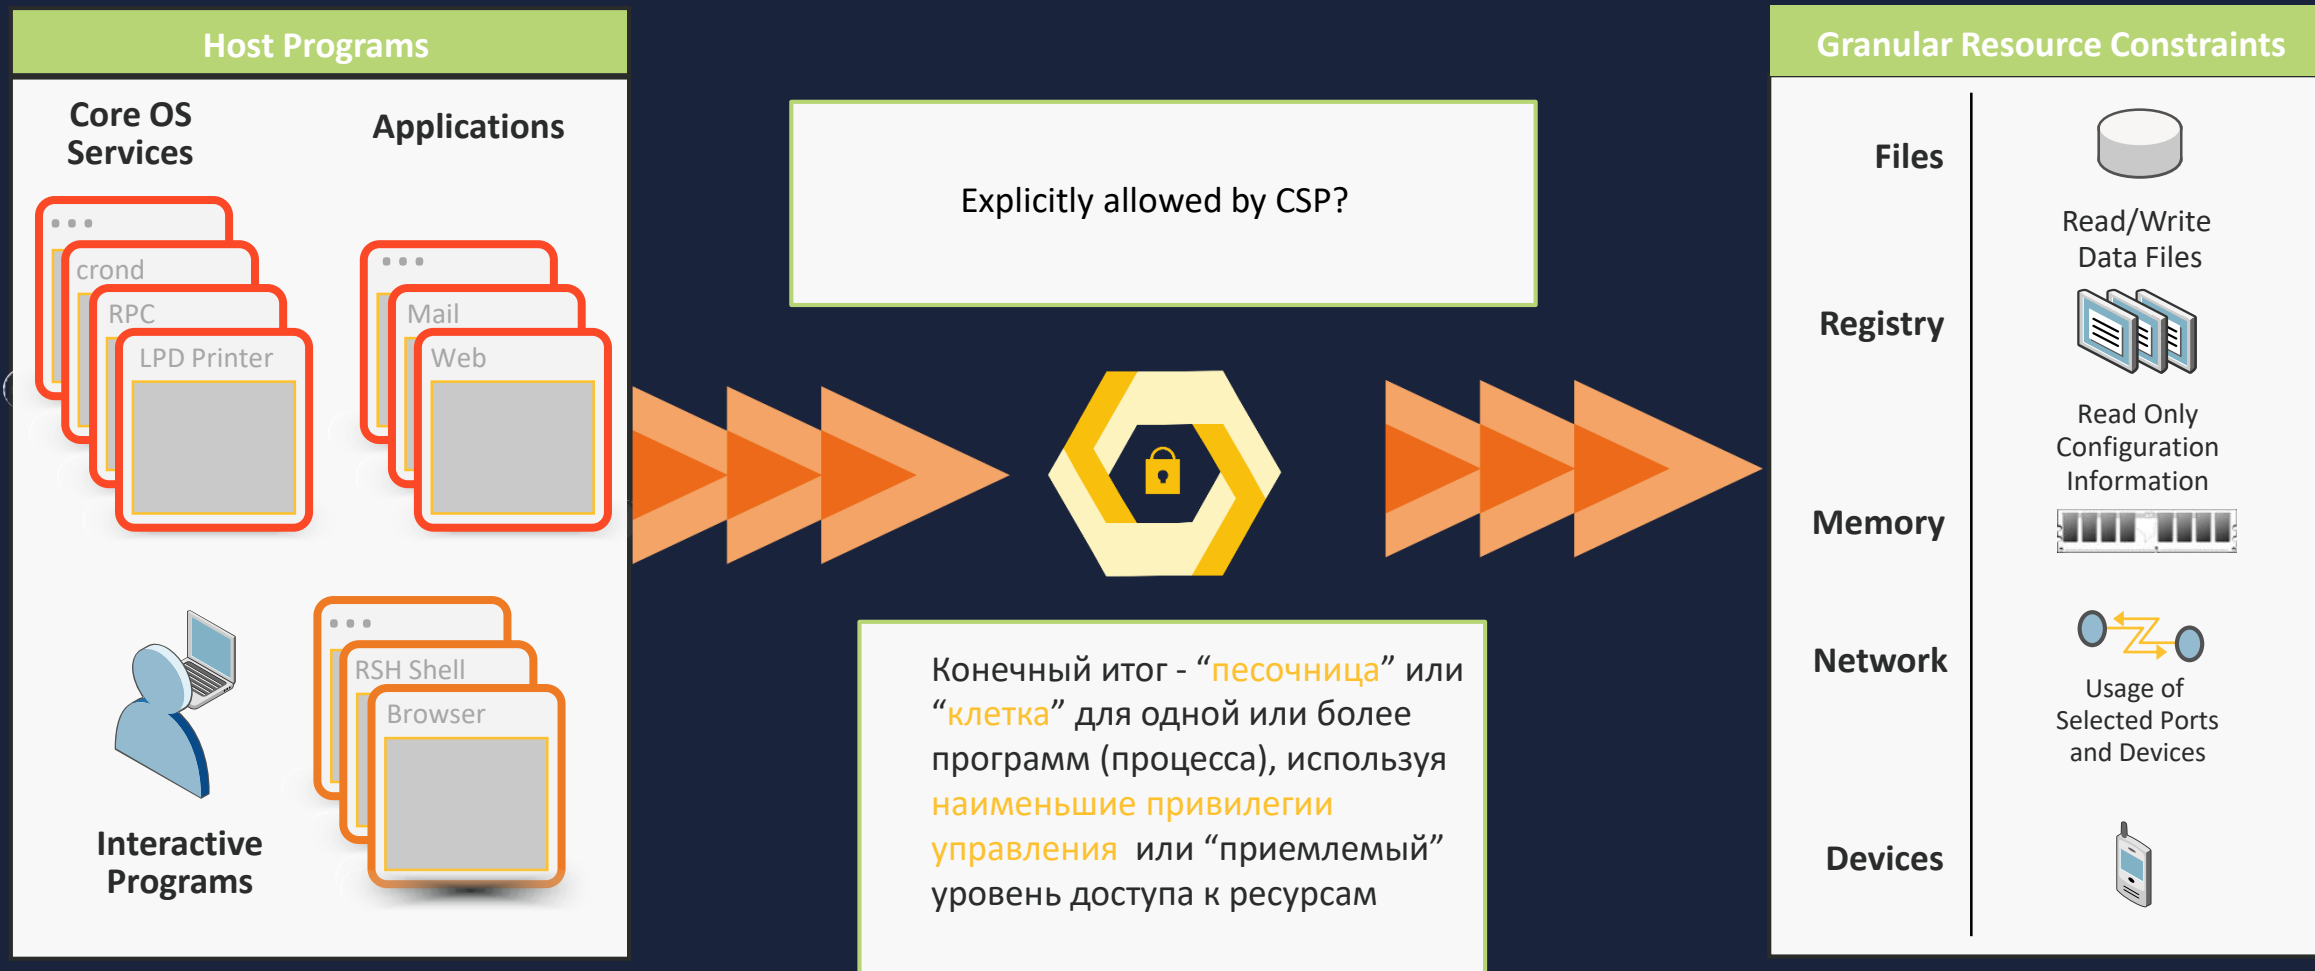 Host Programs
Core OS
Services
Applications
crond
RPC
LPD Printer
Mail
Web
RSH Shell
Browser
Interactive
Programs
Explicitly allowed by CSP?
Конечный итог - “песочница” или
“клетка” для одной или более
программ (процесса), используя
наименьшие привилегии
управления или “приемлемый”
уровень доступа к ресурсам
Granular Resource Constraints
Files
Read/Write
Data Files
Registry
Read Only
Configuration
Information
Memory
Network
Usage of
Selected Ports
and Devices
Devices